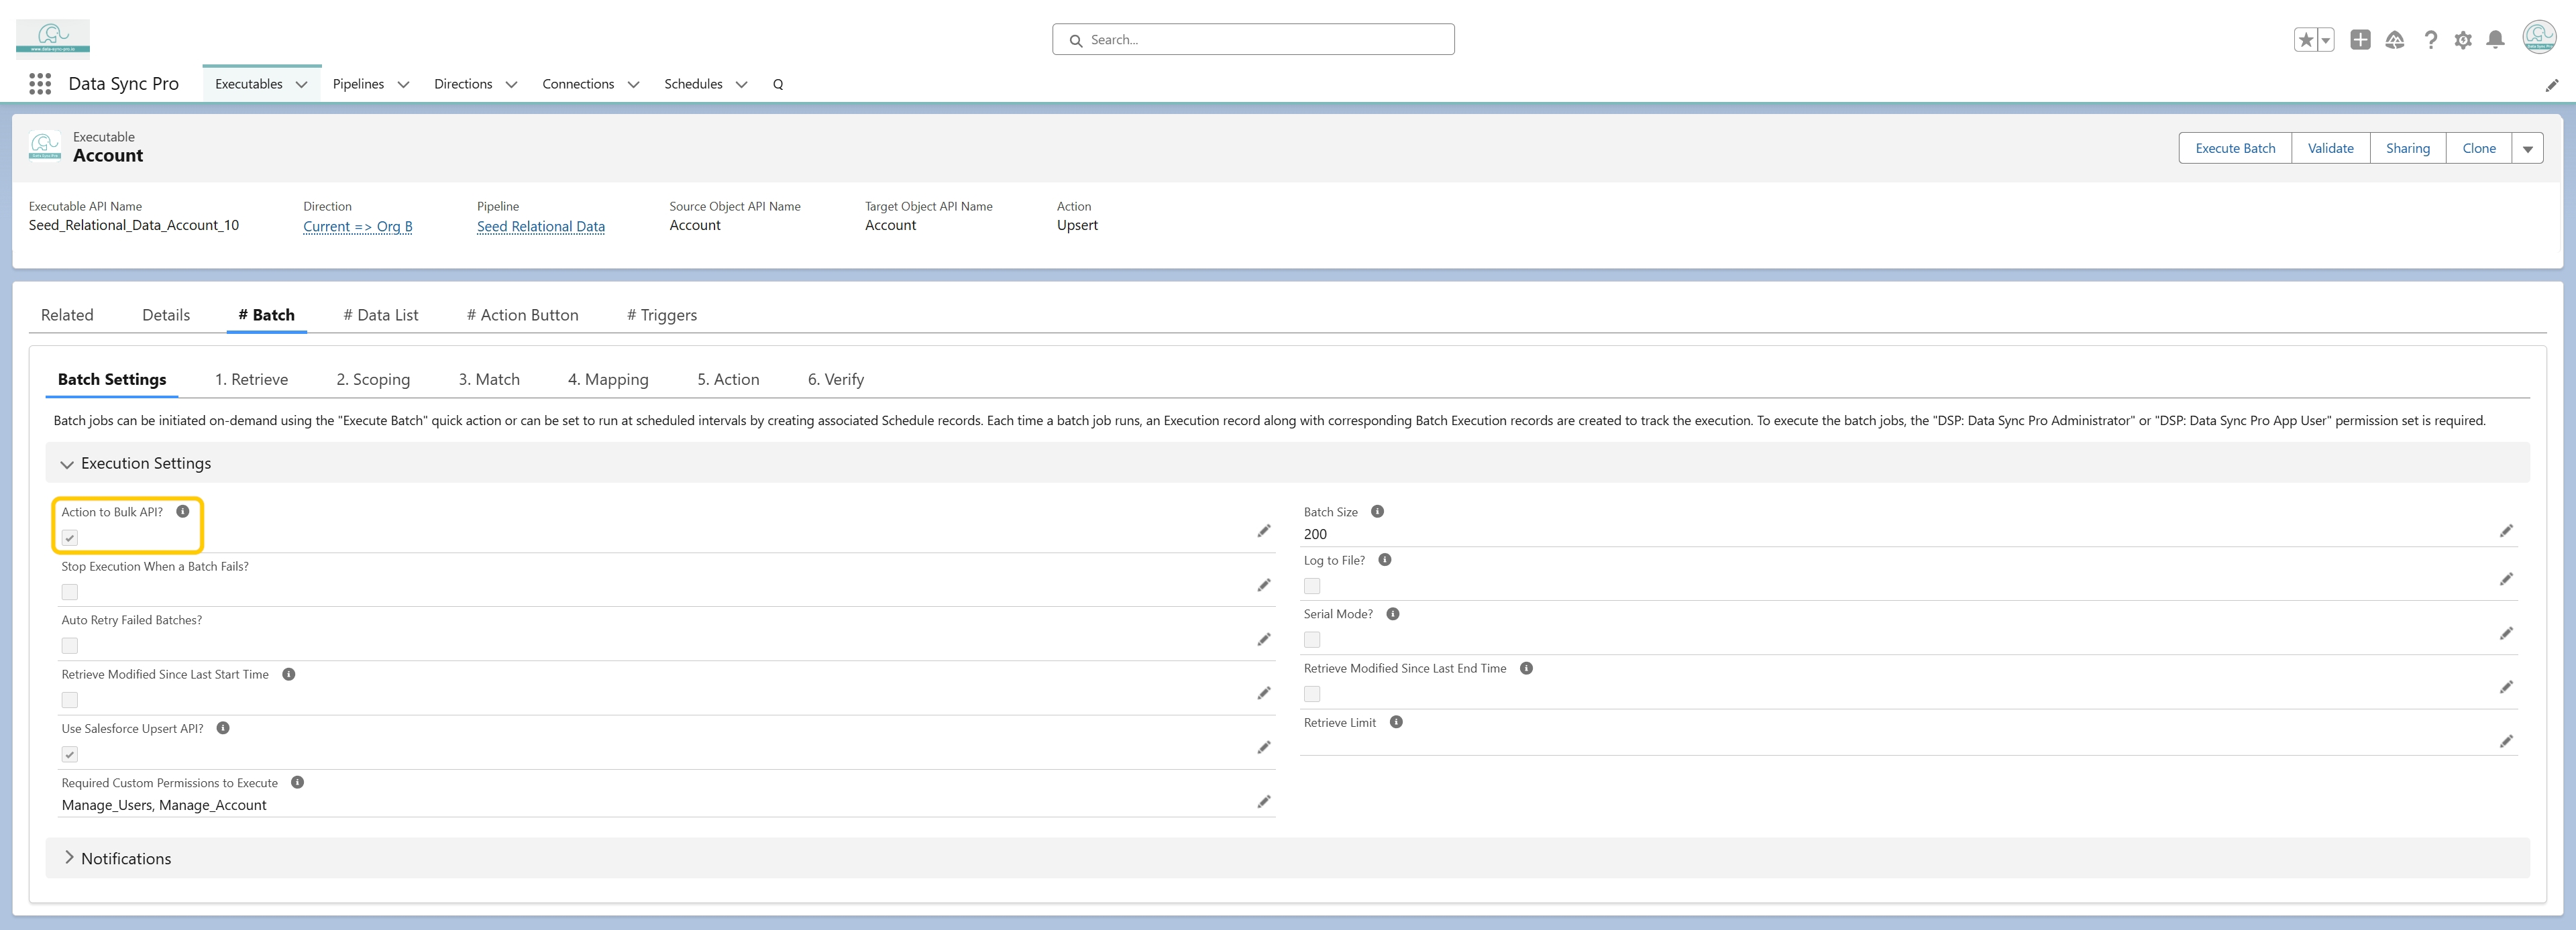 www.data-sync-pro.io
Search...
Data Sync Pro
Executables
Pipelines
Directions
Connections
Schedules
Q
Executable
Account
Execute Batch
Validate
Sharing
Clone
Executable API Name
Direction
Pipeline
Source Object API Name
Target Object API Name
Action
Seed_Relational_Data_Account_10
Current => Org B
Seed Relational Data
Account
Account
Upsert
Related
Details
# Batch
# Data List
# Action Button
# Triggers
Batch Settings
1. Retrieve
2. Scoping
3. Match
4. Mapping
5. Action
6. Verify
Batch jobs can be initiated on-demand using the "Execute Batch" quick action or can be set to run at scheduled intervals by creating associated Schedule records. Each time a batch job runs, an Execution record along with corresponding Batch Execution records are created to track the execution. To execute the batch jobs, the "DSP: Data Sync Pro Administrator" or "DSP: Data Sync Pro App User" permission set is required.
Execution Settings
Action to Bulk API?
Batch Size
200
Stop Execution When a Batch Fails?
Log to File?
Auto Retry Failed Batches?
Serial Mode?
Retrieve Modified Since Last Start Time
Retrieve Modified Since Last End Time
Use Salesforce Upsert API?
Retrieve Limit
Required Custom Permissions to Execute
Manage_Users, Manage_Account
Notifications